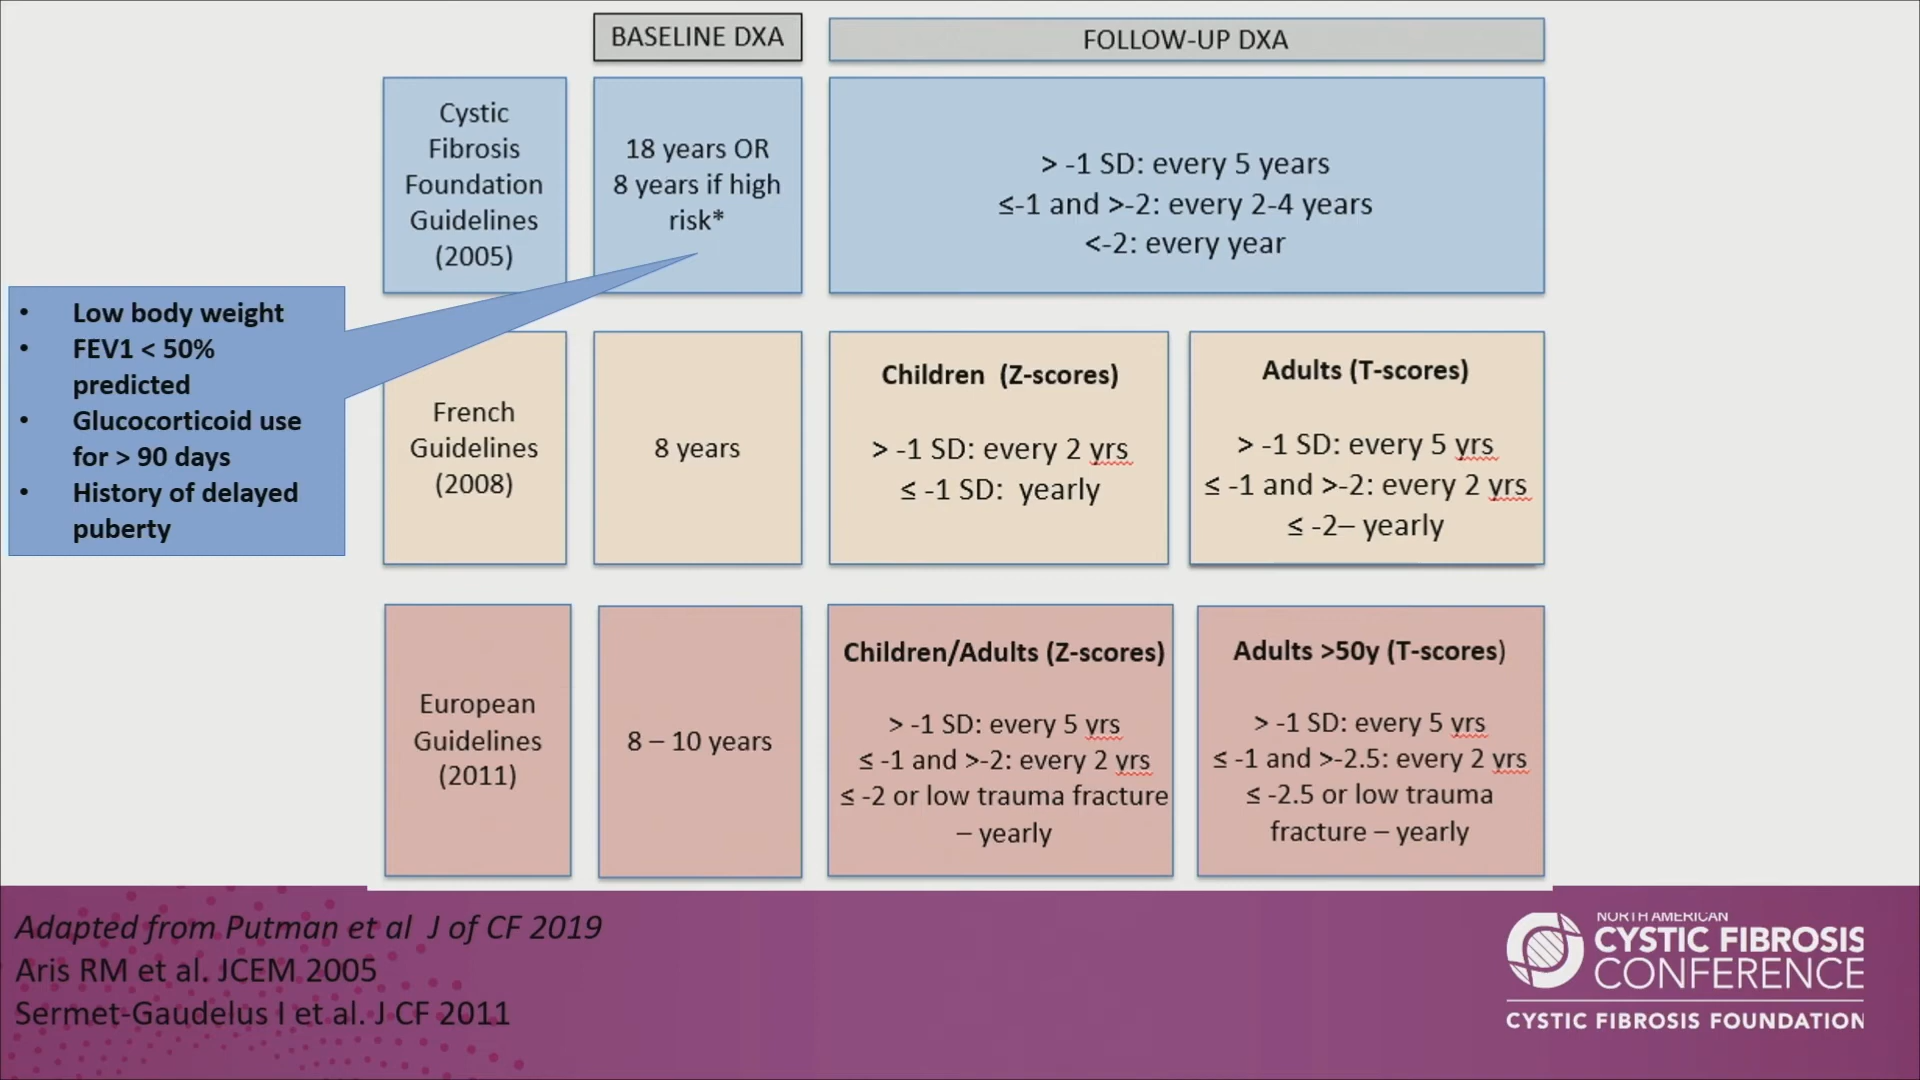 BASELINE DXA
FOLLOW-UP DXA
Cystic
Fibrosis
Foundation
Guidelines
(2005)
18 years OR
8 years if high
risk*
> -1 SD: every 5 years
≤-1 and >-2: every 2-4 years
<-2: every year
• Low body weight
• FEV1 < 50%
predicted
• Glucocorticoid use
for > 90 days
• History of delayed
puberty
French
Guidelines
(2008)
8 years
Children (Z-scores)
> -1 SD: every 2 yrs
≤ -1 SD: yearly
Adults (T-scores)
> -1 SD: every 5 yrs
≤ -1 and >-2: every 2 yrs
≤ -2– yearly
European
Guidelines
(2011)
8 – 10 years
Children/Adults (Z-scores)
> -1 SD: every 5 yrs
≤ -1 and >-2: every 2 yrs
≤ -2 or low trauma fracture
– yearly
Adults >50y (T-scores)
> -1 SD: every 5 yrs
≤ -1 and >-2.5: every 2 yrs
≤ -2.5 or low trauma
fracture – yearly
Adapted from Putman et al J of CF 2019
Aris RM et al. JCEM 2005
Sermet-Gaudelus I et al. J CF 2011
NORTH AMERICAN
CYSTIC FIBROSIS
CONFERENCE
CYSTIC FIBROSIS FOUNDATION